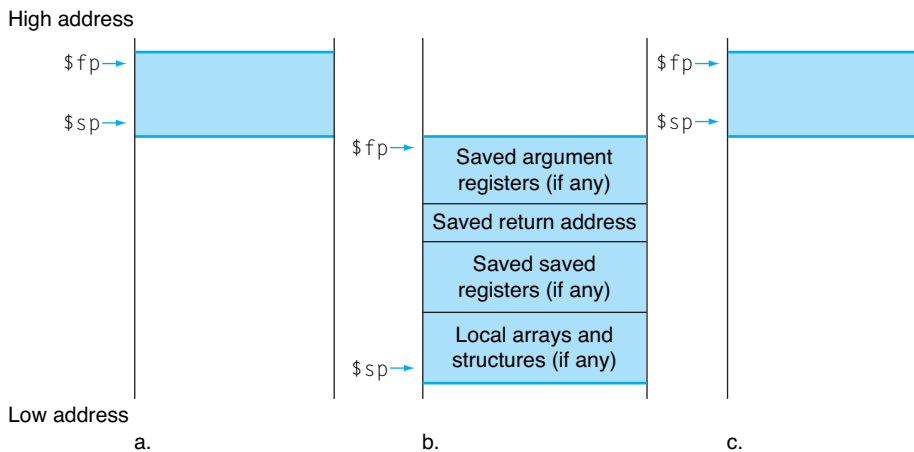 High address
$fp
$sp
$fp
Saved argument
registers (if any)
Saved return address
Saved saved
registers (if any)
Local arrays and
structures (if any)
$sp
$fp
$sp
Low address
a.
b.
c.